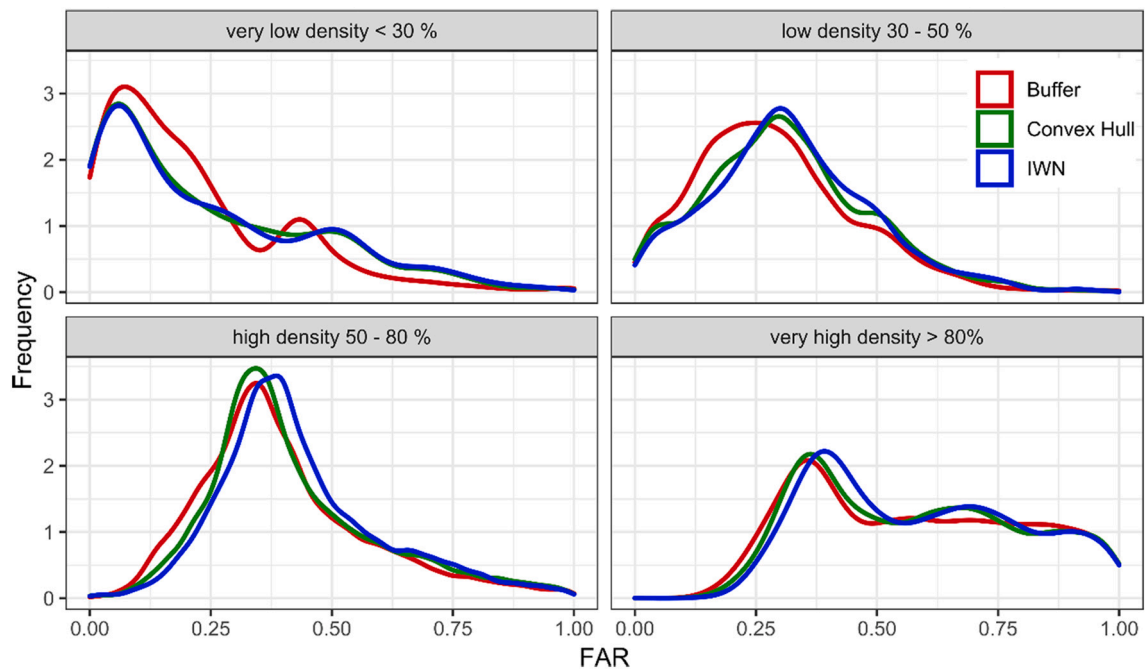 very low density < 30 %
low density 30 - 50 %
Buffer
Convex Hull
IWN
3
2
1
0
Frequency
high density 50 - 80 %
very high density > 80%
3
2
1
0
0.00
0.25
0.50
0.75
1.00
0.00
0.25
0.50
0.75
1.00
FAR